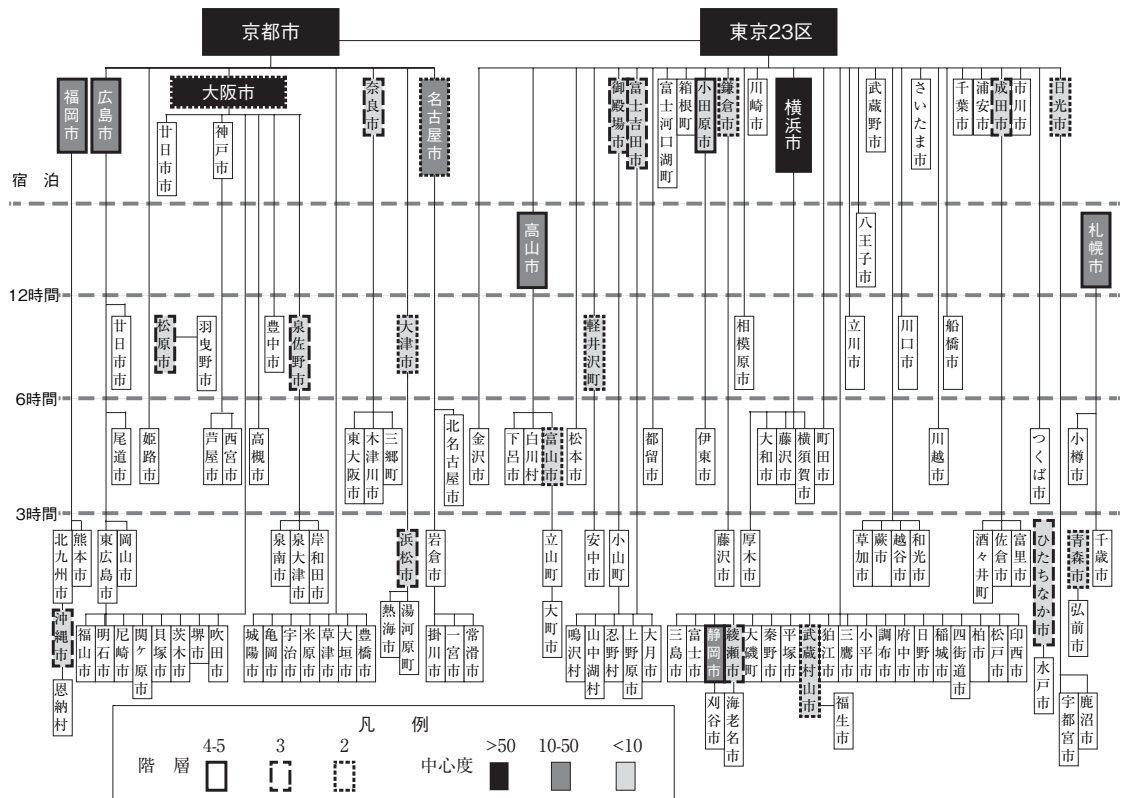 京都市
東京23区
福岡市
広島市
大阪市
奈良市
名古屋市
御殿場市
富士吉田市
富士河口湖町
箱根町
小田原市
鎌倉市
川崎市
横浜市
武蔵野市
さいたま市
千葉市
浦安市
成田市
市川市
日光市
廿日市市
神戸市
宿 泊
高山市
八王子市
札幌市
12時間
廿日市市
松原市
羽曳野市
豊中市
泉佐野市
大津市
軽井沢町
相模原市
立川市
川口市
船橋市
6時間
尾道市
姫路市
芦屋市
西宮市
高槻市
東大阪市
木津川市
三郷町
北名古屋市
金沢市
下呂市
白川村
富山市
松本市
都留市
伊東市
大和市
藤沢市
横須賀市
町田市
川越市
つくば市
小樽市
3時間
北九州市
熊本市
東広島市
岡山市
泉南市
泉大津市
岸和田市
浜松市
岩倉市
立山町
安中市
小山町
藤沢市
厚木市
草加市
蕨市
越谷市
和光市
酒々井町
佐倉市
富里市
ひたちなか市
青森市
千歳市
沖縄市
福山市
明石市
尼崎市
関ヶ原市
貝塚市
茨木市
堺市
吹田市
城陽市
亀岡市
宇治市
米原市
草津市
大垣市
豊橋市
熱海市
湯河原町
掛川市
一宮市
常滑市
大町市
鳴沢村
山中湖村
忍野村
上野原市
大月市
三島市
富士市
静岡市
綾瀬市
大磯町
秦野市
平塚市
武蔵村山市
狛江市
三鷹市
小平市
調布市
府中市
日野市
稲城市
四街道市
柏市
松戸市
印西市
弘前市
恩納村
刈谷市
海老名市
福生市
水戸市
宇都宮市
鹿沼市
凡 例
4-5
3
2
>50
10-50
<10
階 層
中心度